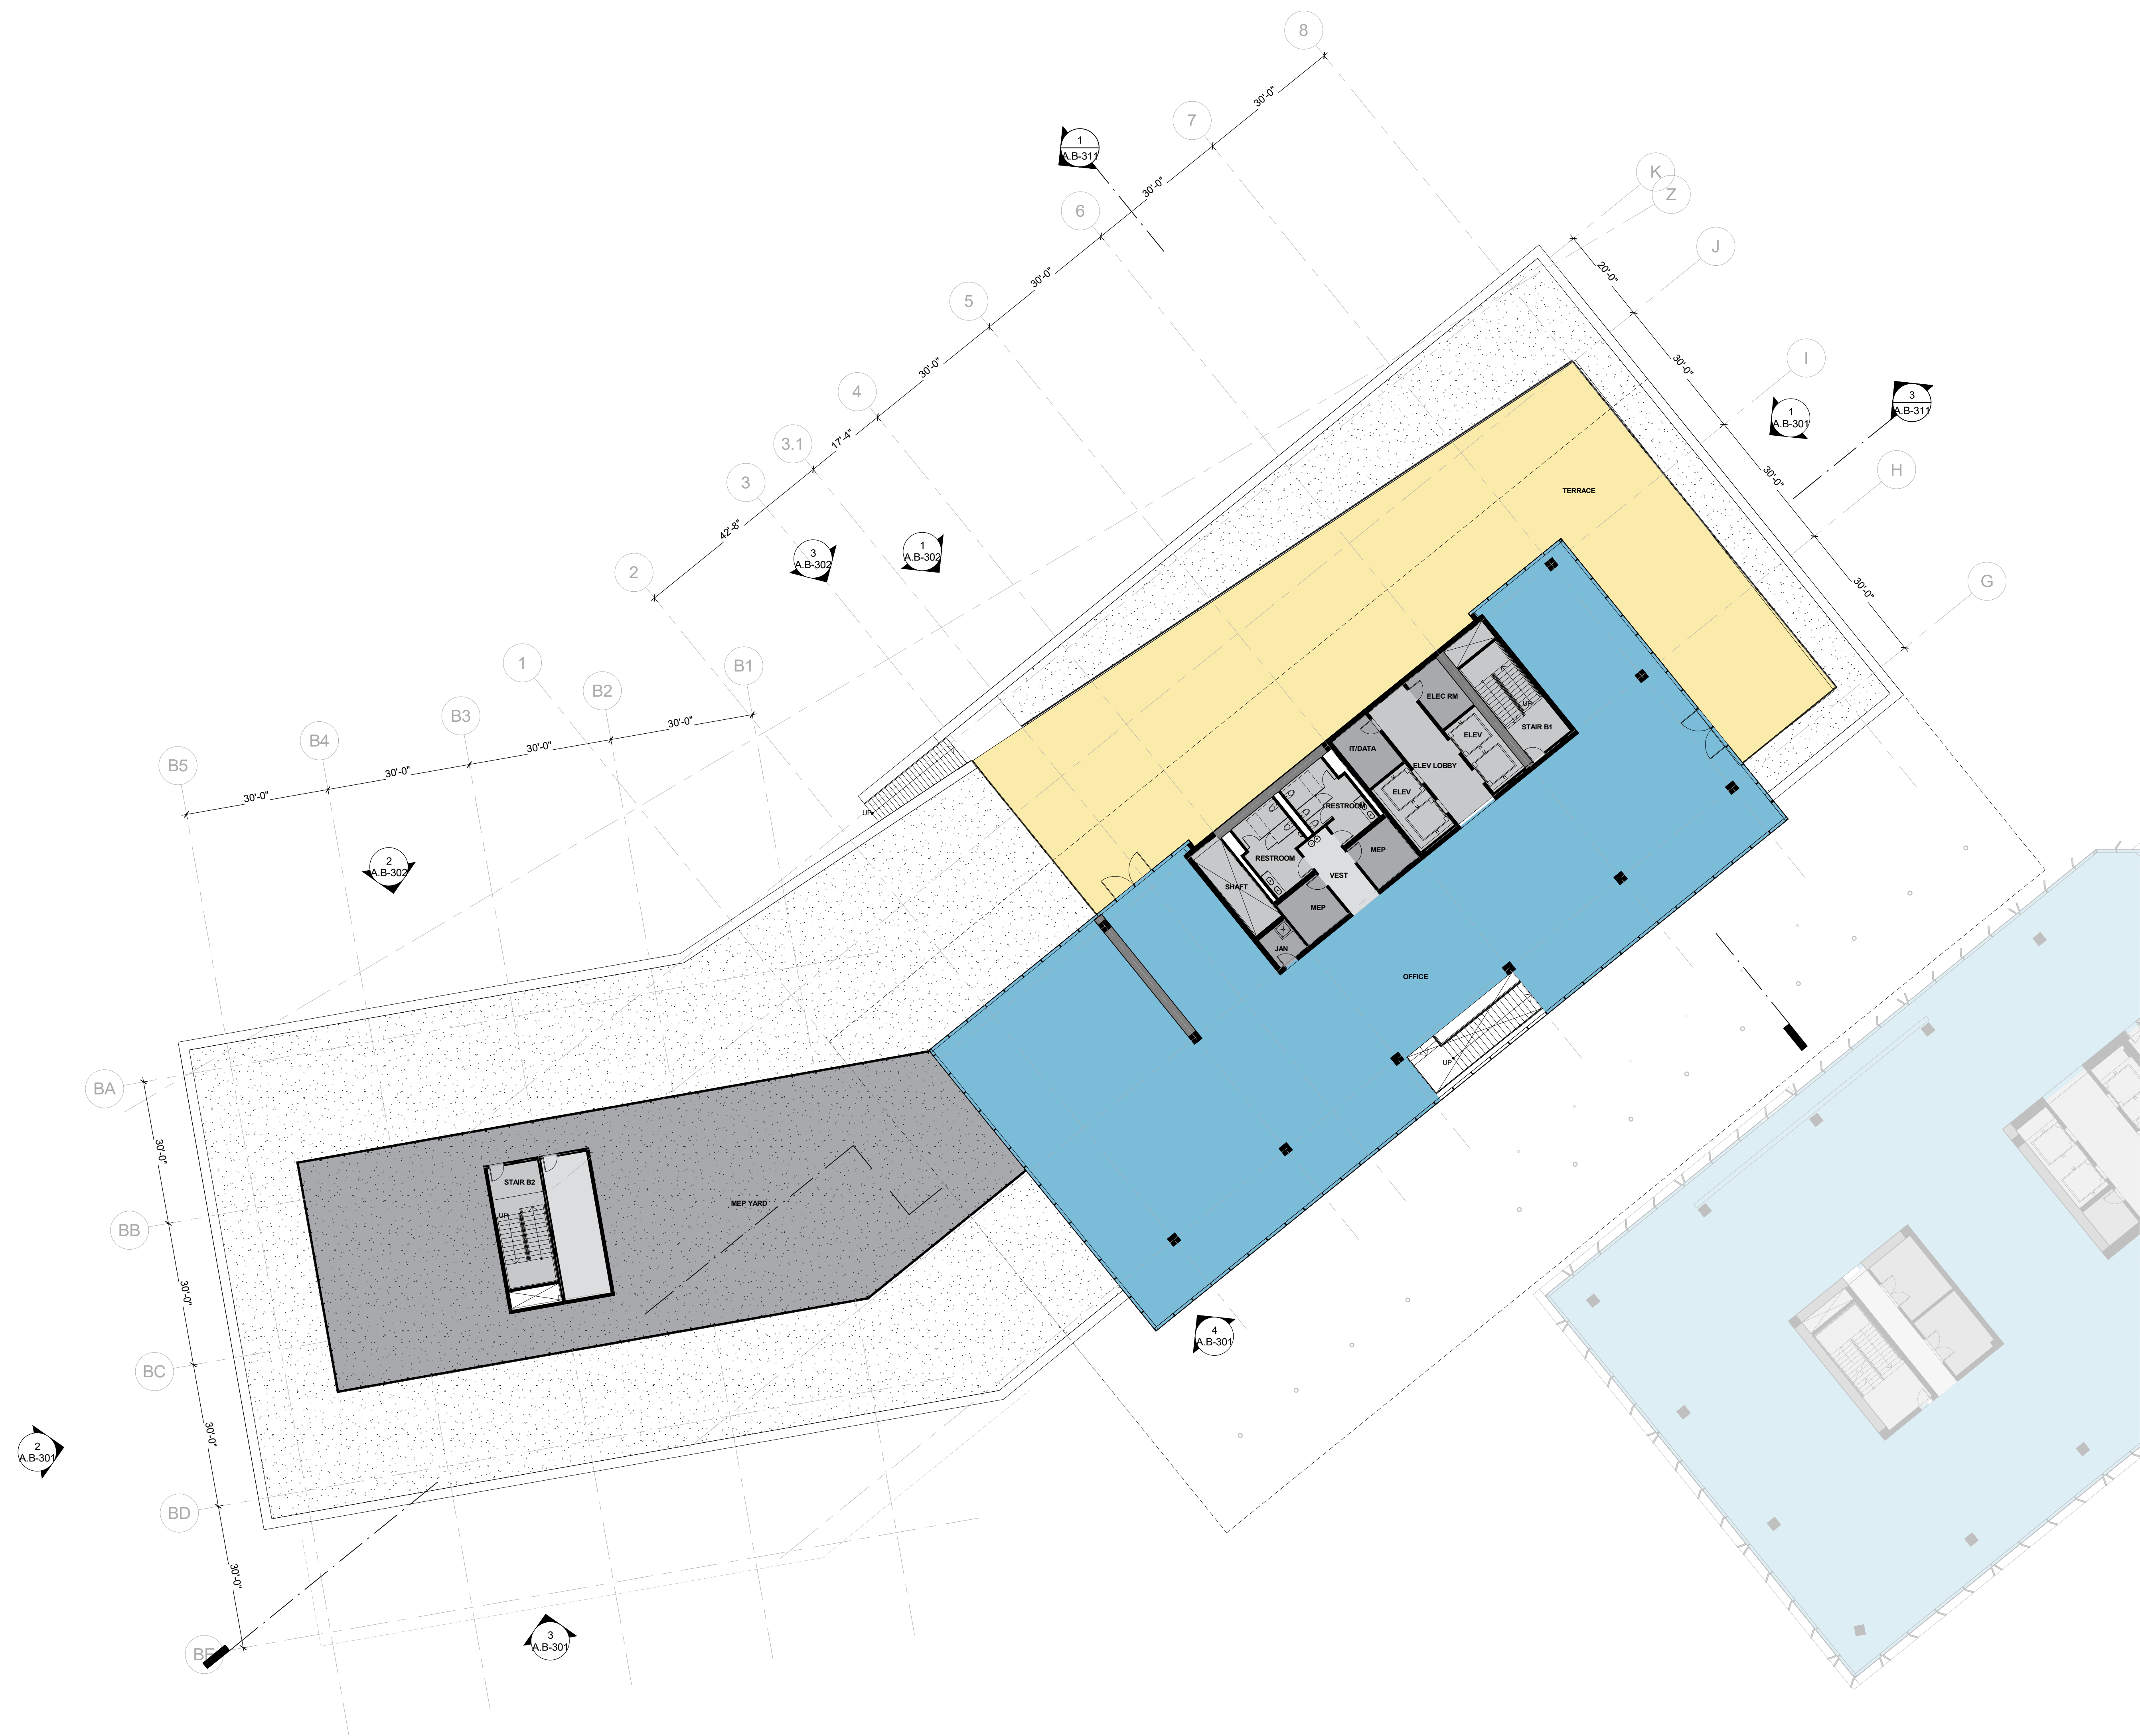 8
30'-0"
7
1
A.B-311
30'-0"
6
K
Z
J
30'-0"
20'-0"
5
I
30'-0"
30'-0"
4
3
A.B-311
1
A.B-301
17'-4"
3.1
H
30'-0"
3
TERRACE
42'-8"
3
A.B-302
1
A.B-302
2
G
30'-0"
1
B1
B2
30'-0"
B3
30'-0"
B4
30'-0"
B5
30'-0"
ELEC RM
UP
STAIR B1
ELEV
IT/DATA
ELEV LOBBY
ELEV
RESTROOM
UP
MEP
RESTROOM
2
A.B-302
VEST
SHAFT
MEP
JAN
OFFICE
UP
BA
30'-0"
STAIR B2
UP
MEP YARD
BB
30'-0"
4
A.B-301
BC
30'-0"
2
A.B-301
BD
30'-0"
3
A.B-301
BE